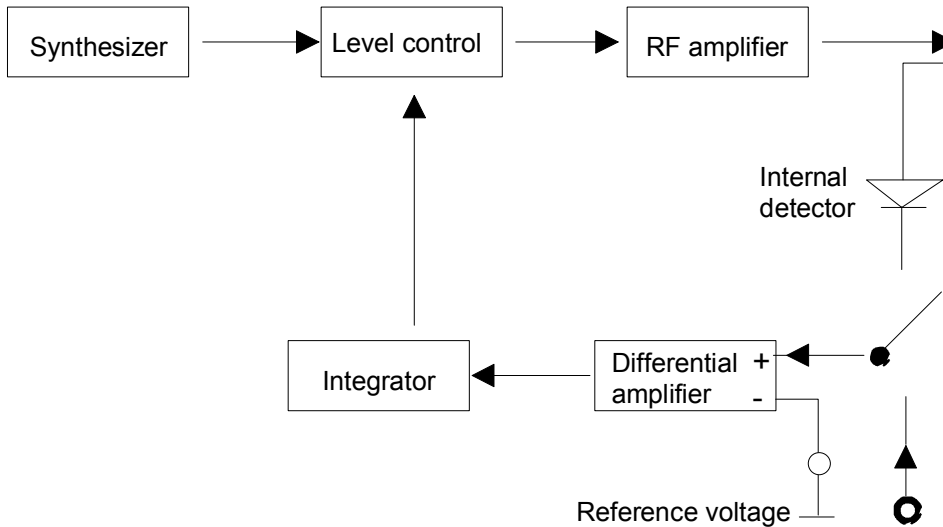 Synthesizer
Level control
RF amplifier
Internal
detector
Integrator
Differential +
amplifier -
Reference voltage